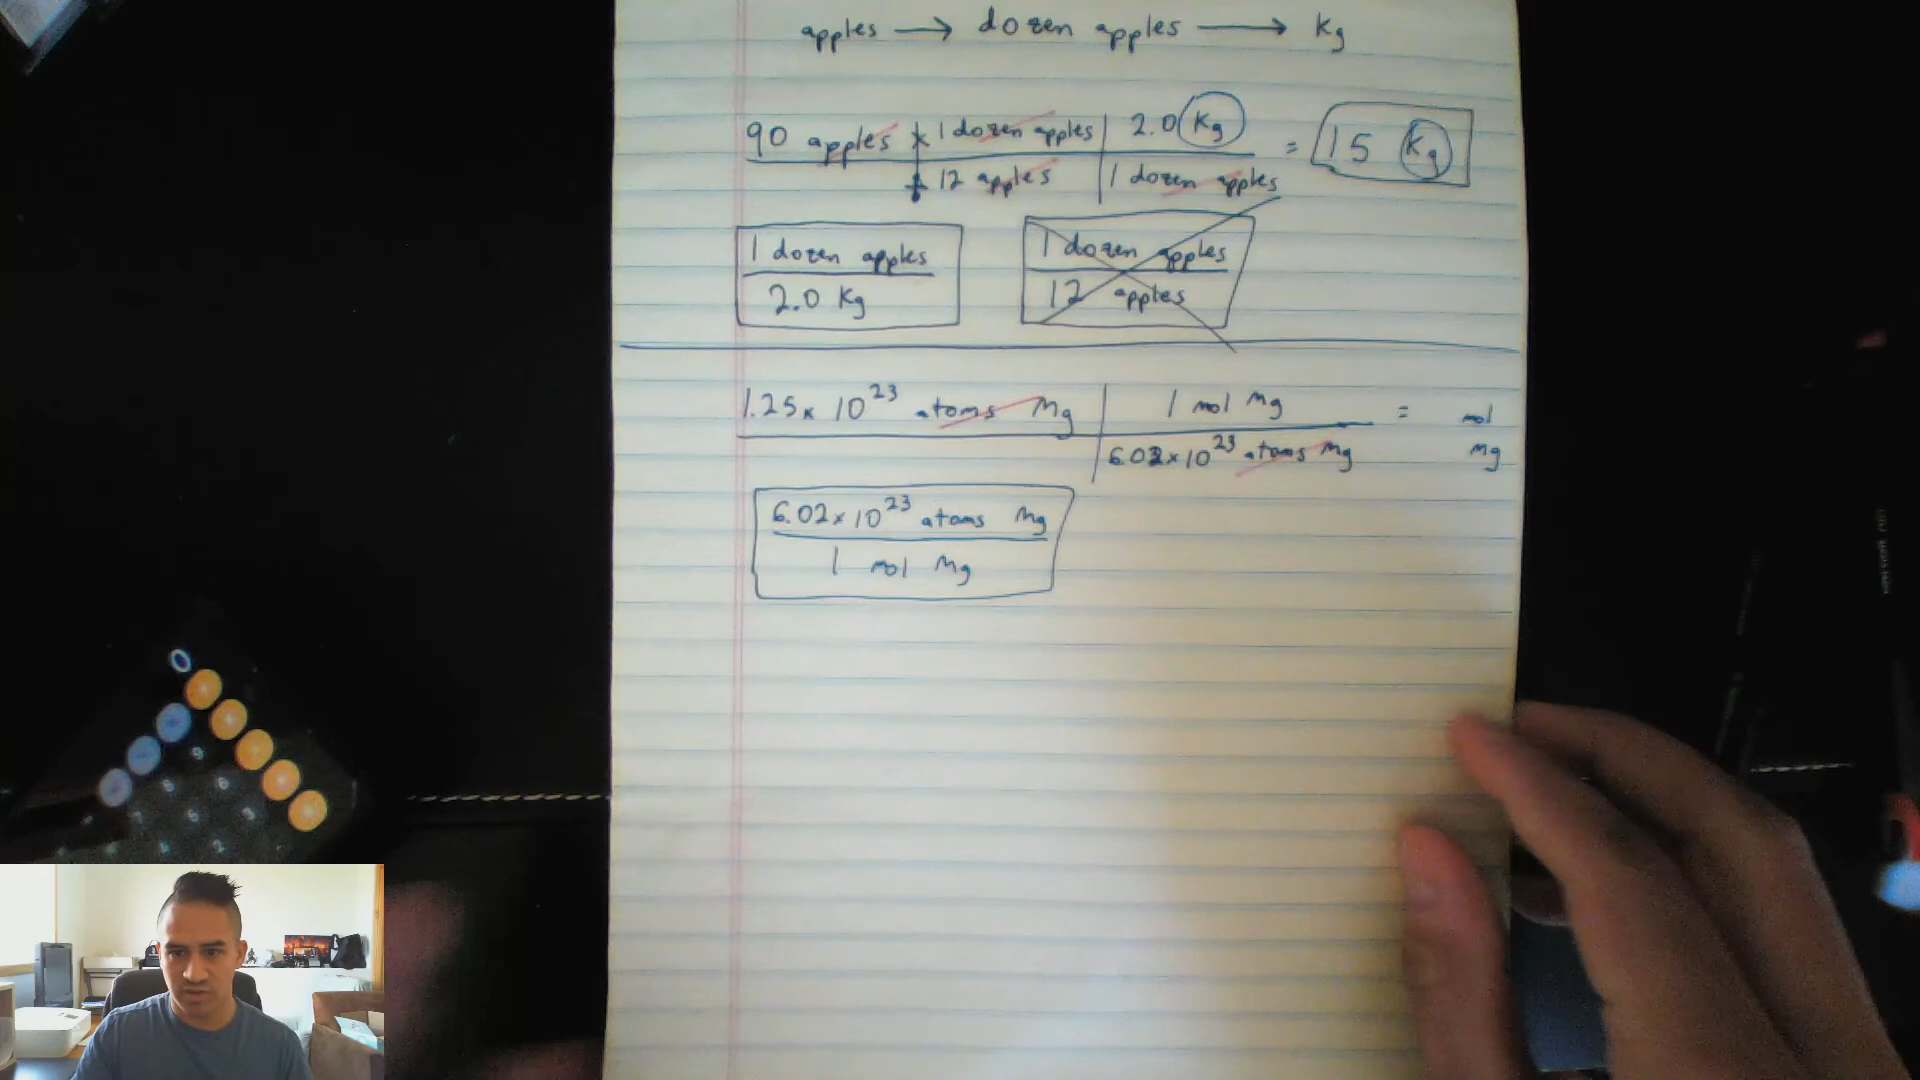 apples → dozen apples → Kg
90 apples × 1 dozen apples 2.0 Kg = 15 Kg
12 apples 1 dozen apples
1 dozen apples 1 dozen apples
2.0 Kg 12 apples
1.25 × 10^23 atoms Mg 1 mol Mg = mol
6.02 × 10^23 atoms Mg Mg
6.02 × 10^23 atoms Mg
1 mol Mg